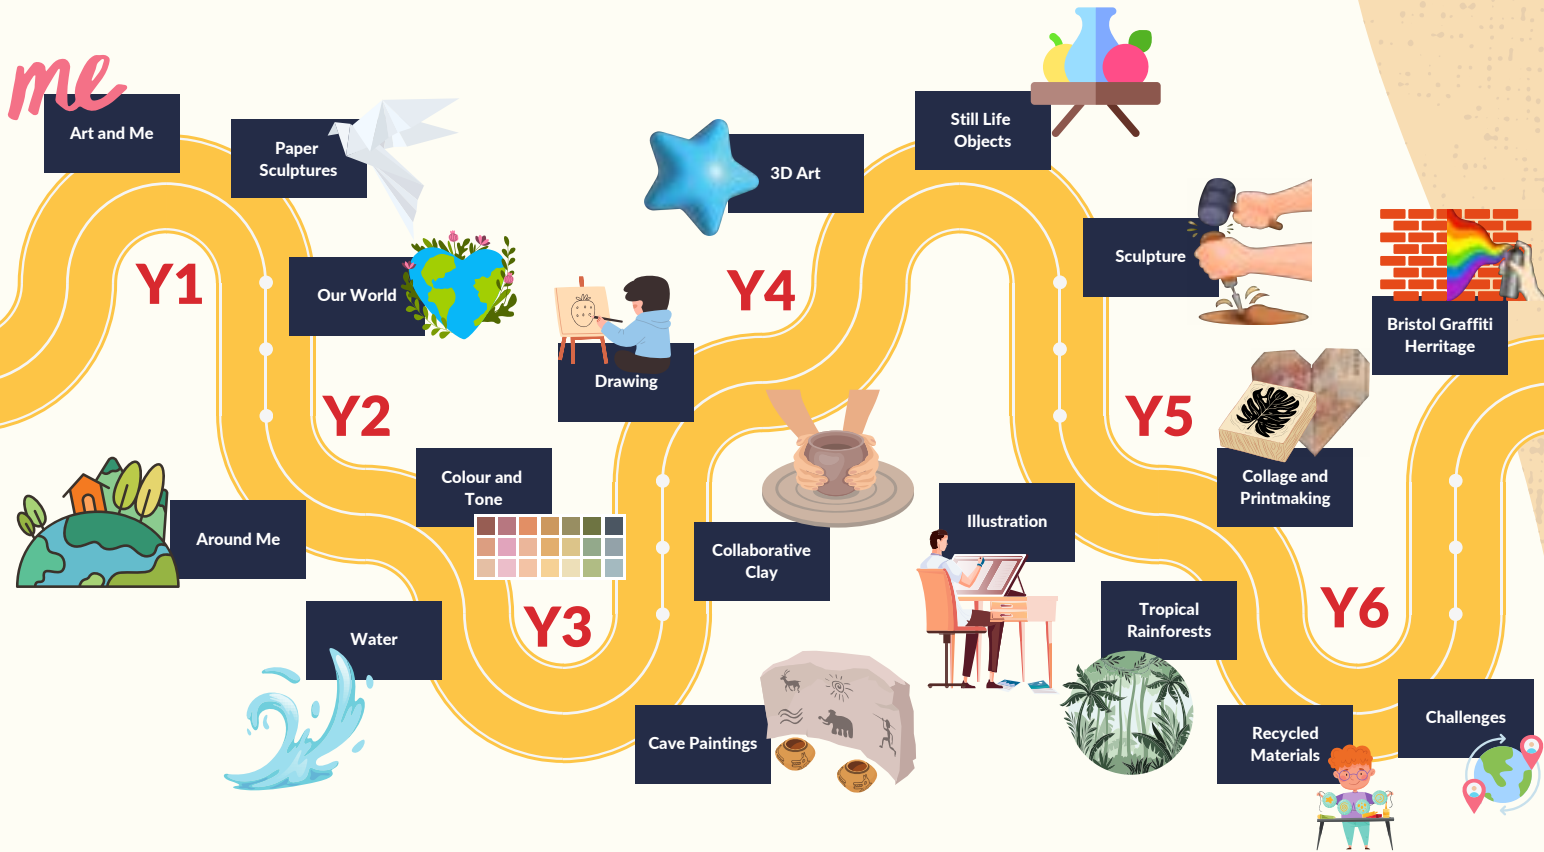 me
Art and Me
Paper
Sculptures
Y1
Our World
Y2
Around Me
Water
Colour and
Tone
Y3
Drawing
Collaborative
Clay
Cave Paintings
3D Art
Y4
Still Life
Objects
Sculpture
Y5
Illustration
Tropical
Rainforests
Collage and
Printmaking
Recycled
Materials
Y6
Challenges
Bristol Graffiti
Herritage